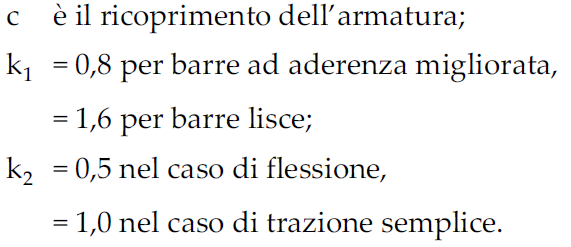 c è il ricoprimento dell'armatura;
k₁ = 0,8 per barre ad aderenza migliorata,
= 1,6 per barre lisce;
k₂ = 0,5 nel caso di flessione,
= 1,0 nel caso di trazione semplice.